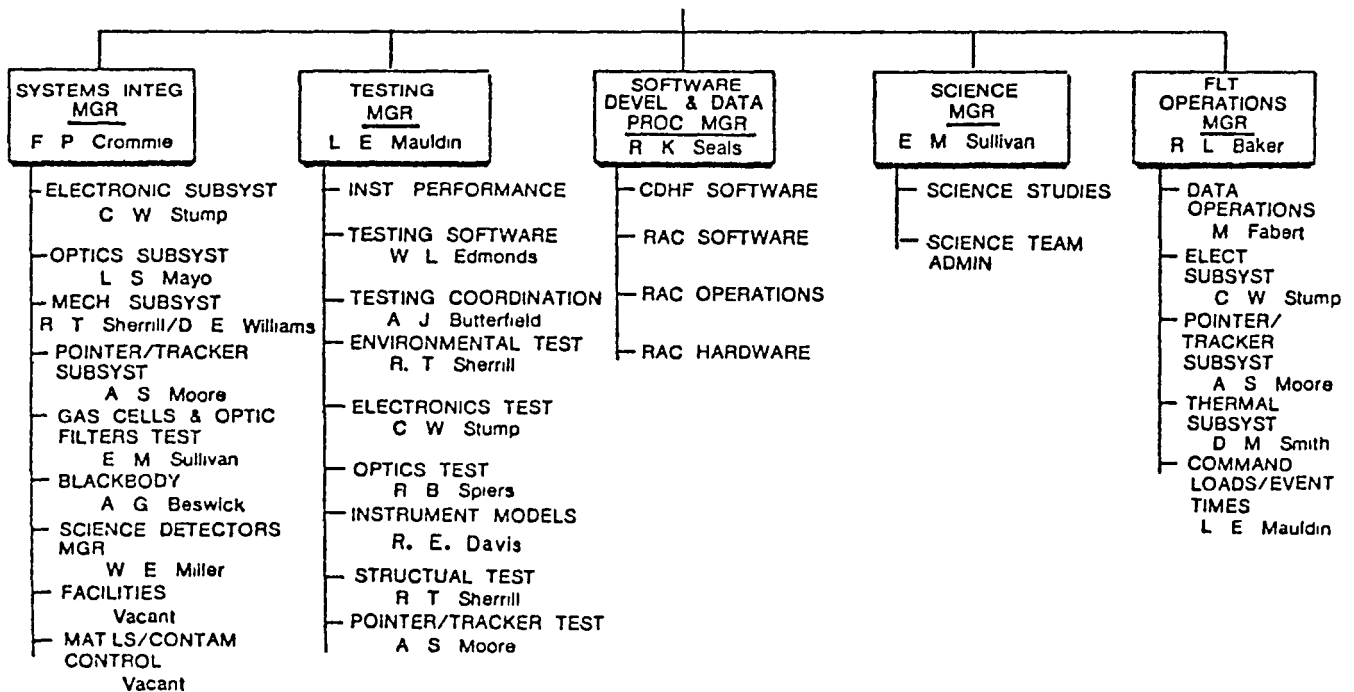 SYSTEMS INTEG
MGR
F P Crommie
ELECTRONIC SUBSYST
C W Stump
OPTICS SUBSYST
L S Mayo
MECH SUBSYST
R T Sherrill/D E Williams
POINTER/TRACKER
SUBSYST
A S Moore
GAS CELLS & OPTIC
FILTERS TEST
E M Sullivan
BLACKBODY
A G Beswick
SCIENCE DETECTORS
MGR
W E Miller
FACILITIES
Vacant
MAT LS/CONTAM
CONTROL
Vacant
TESTING
MGR
L E Mauldin
INST PERFORMANCE
TESTING SOFTWARE
W L Edmonds
TESTING COORDINATION
A J Butterfield
ENVIRONMENTAL TEST
R. T Sherrill
ELECTRONICS TEST
C W Stump
OPTICS TEST
R B Spiers
INSTRUMENT MODELS
R. E. Davis
STRUCTUAL TEST
R T Sherrill
POINTER/TRACKER TEST
A S Moore
SOFTWARE
DEVEL & DATA
PROC MGR
R K Seals
CDHF SOFTWARE
RAC SOFTWARE
RAC OPERATIONS
RAC HARDWARE
SCIENCE
MGR
E M Sullivan
SCIENCE STUDIES
SCIENCE TEAM
ADMIN
FLT
OPERATIONS
MGR
R L Baker
DATA
OPERATIONS
M Fabert
ELECT
SUBSYST
C W Stump
POINTER/
TRACKER
SUBSYST
A S Moore
THERMAL
SUBSYST
D M Smith
COMMAND
LOADS/EVENT
TIMES
L E Mauldin